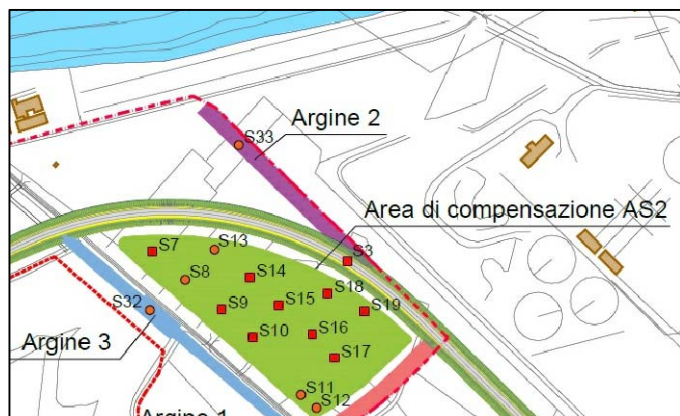 S33
Argine 2
Area di compensazione AS2
S7
S13
S3
S8
S14
S18
S32
S9
S15
S19
Argine 3
S10
S16
S17
S11
S12
Argine 1